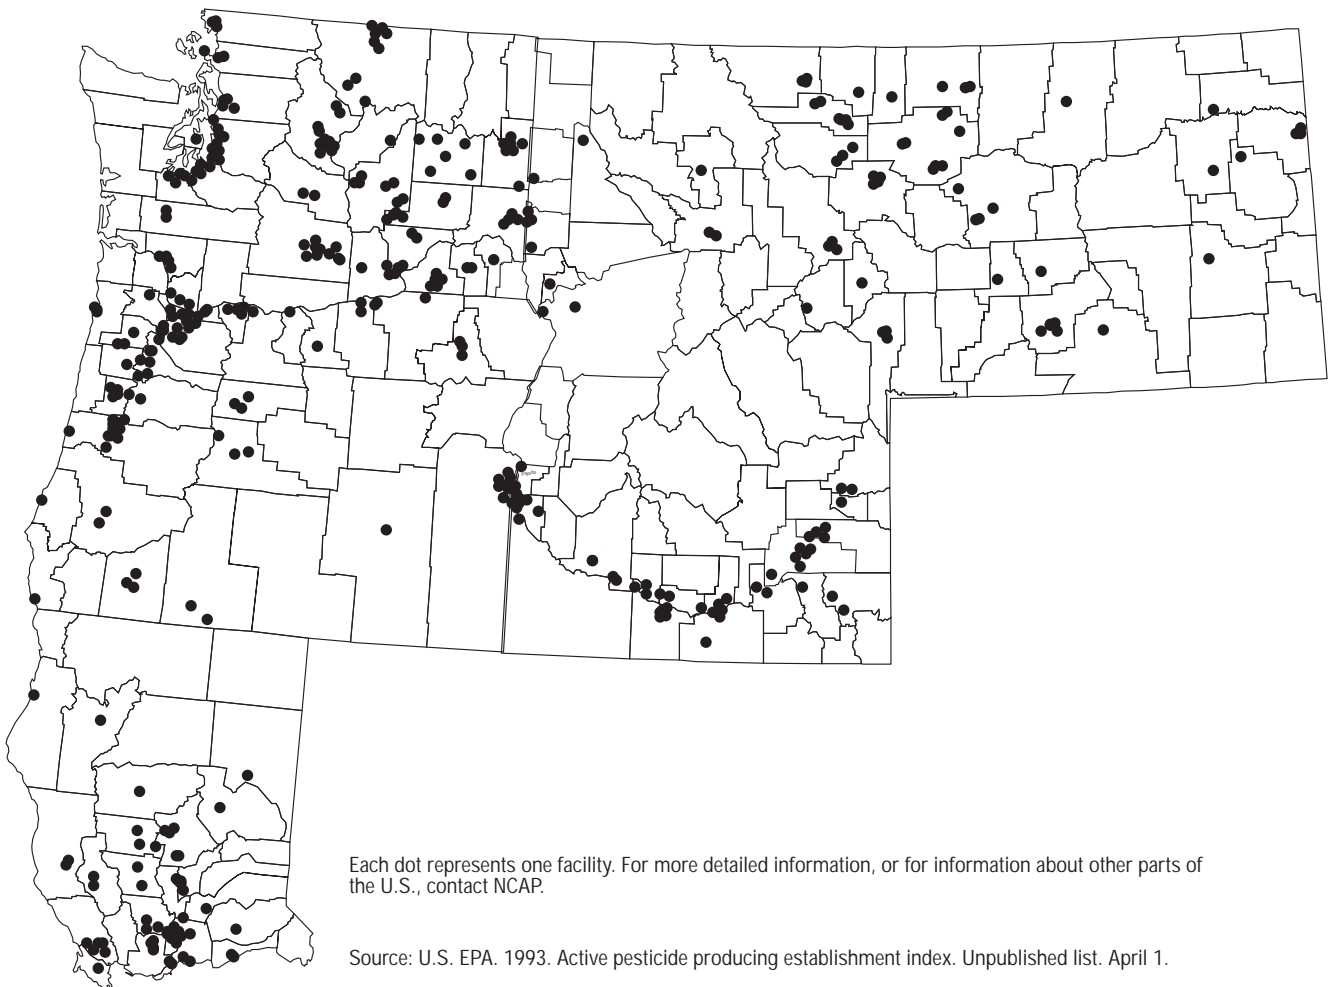 Each dot represents one facility. For more detailed information, or for information about other parts of
the U.S., contact NCAP.
Source: U.S. EPA. 1993. Active pesticide producing establishment index. Unpublished list. April 1.